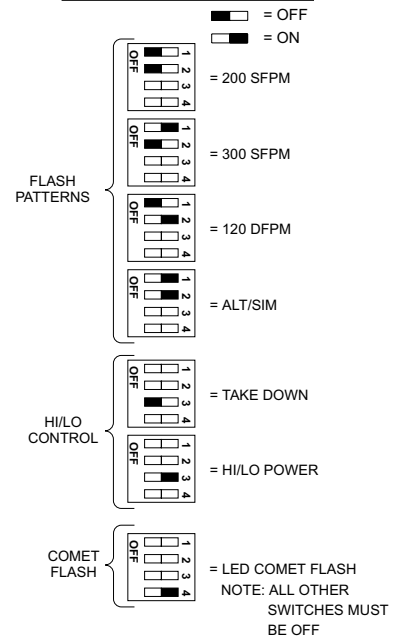 = OFF
= ON
OFF
1
2
3
4
= 200 SFPM
OFF
1
2
3
4
= 300 SFPM
FLASH
PATTERNS
OFF
1
2
3
4
= 120 DFPM
OFF
1
2
3
4
= ALT/SIM
HI/LO
CONTROL
OFF
1
2
3
4
= TAKE DOWN
OFF
1
2
3
4
= HI/LO POWER
COMET
FLASH
OFF
1
2
3
4
= LED COMET FLASH
NOTE: ALL OTHER
SWITCHES MUST
BE OFF